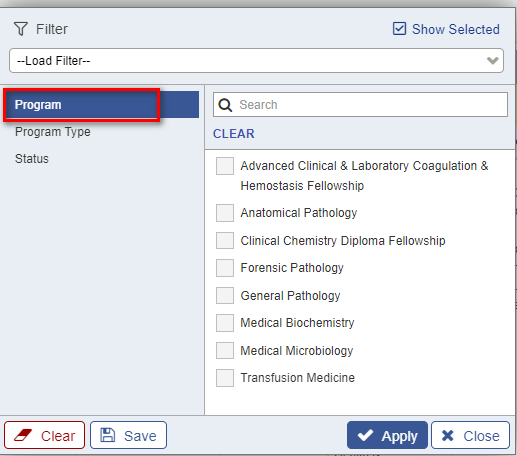 Filter
Show Selected
--Load Filter--
Program
Program Type
Status
Search
CLEAR
Advanced Clinical & Laboratory Coagulation &
Hemostasis Fellowship
Anatomical Pathology
Clinical Chemistry Diploma Fellowship
Forensic Pathology
General Pathology
Medical Biochemistry
Medical Microbiology
Transfusion Medicine
Clear
Save
Apply
Close